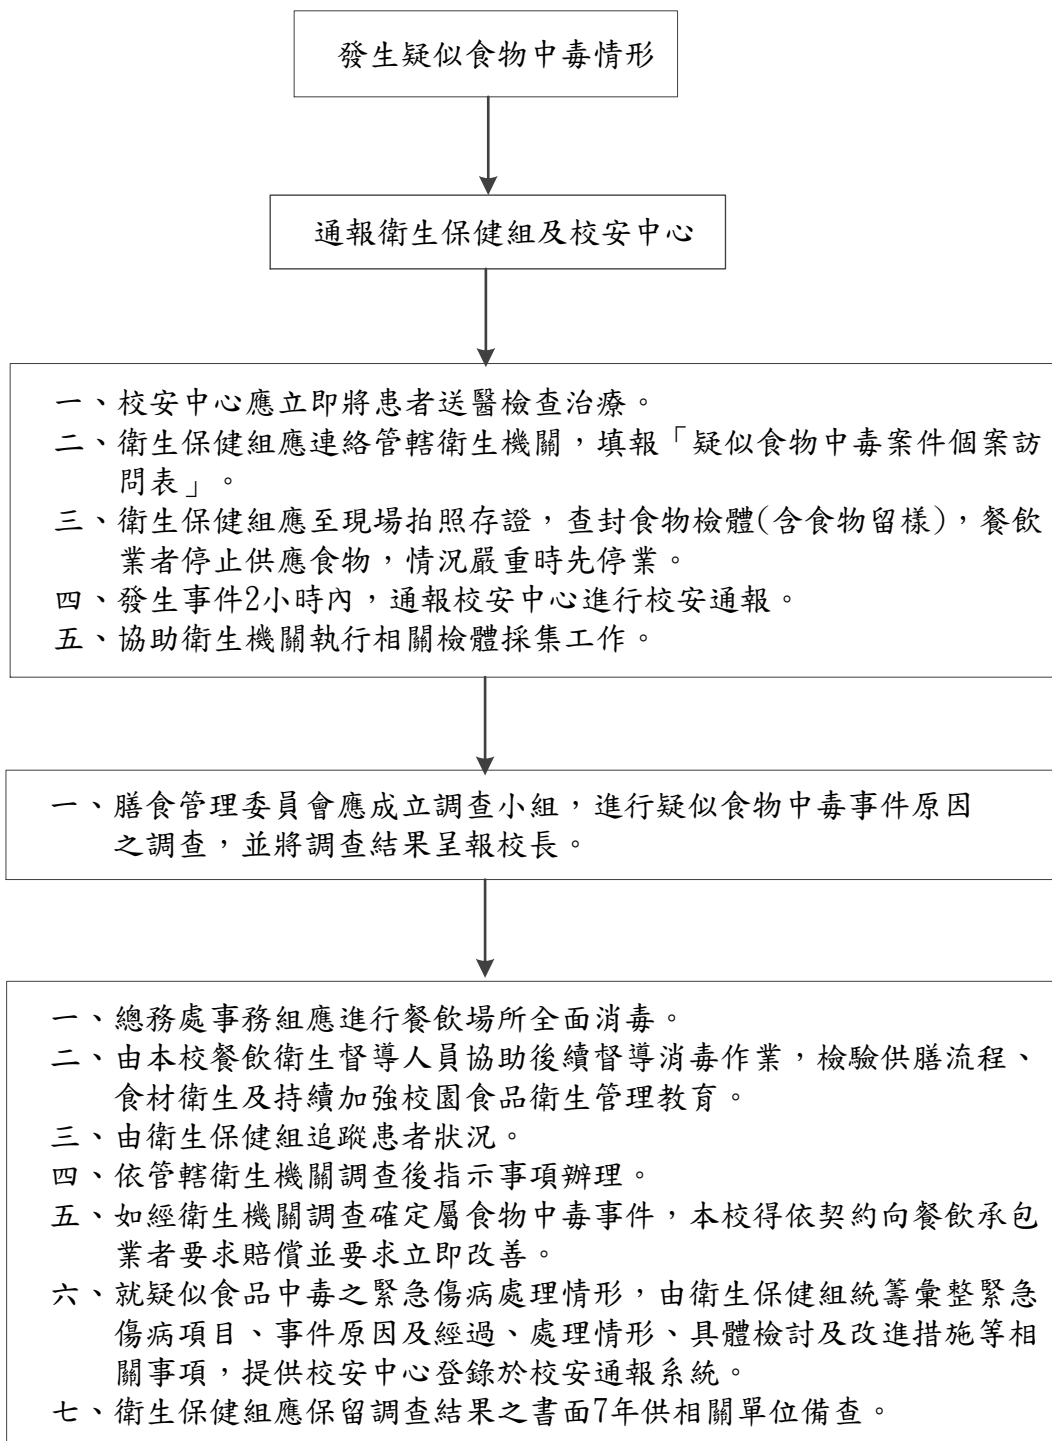 發生疑似食物中毒情形
通報衛生保健組及校安中心
一、校安中心應立即將患者送醫檢查治療。
二、衛生保健組應連絡管轄衛生機關，填報「疑似食物中毒案件個案訪
問表」。
三、衛生保健組應至現場拍照存證，查封食物檢體(含食物留樣)，餐飲
業者停止供應食物，情況嚴重時先停業。
四、發生事件2小時內，通報校安中心進行校安通報。
五、協助衛生機關執行相關檢體採集工作。
一、膳食管理委員會應成立調查小組，進行疑似食物中毒事件原因
之調查，並將調查結果呈報校長。
一、總務處事務組應進行餐飲場所全面消毒。
二、由本校餐飲衛生督導人員協助後續督導消毒作業，檢驗供膳流程、
食材衛生及持續加強校園食品衛生管理教育。
三、由衛生保健組追蹤患者狀況。
四、依管轄衛生機關調查後指示事項辦理。
五、如經衛生機關調查確定屬食物中毒事件，本校得依契約向餐飲承包
業者要求賠償並要求立即改善。
六、就疑似食品中毒之緊急傷病處理情形，由衛生保健組統籌彙整緊急
傷病項目、事件原因及經過、處理情形、具體檢討及改進措施等相
關事項，提供校安中心登錄於校安通報系統。
七、衛生保健組應保留調查結果之書面7年供相關單位備查。